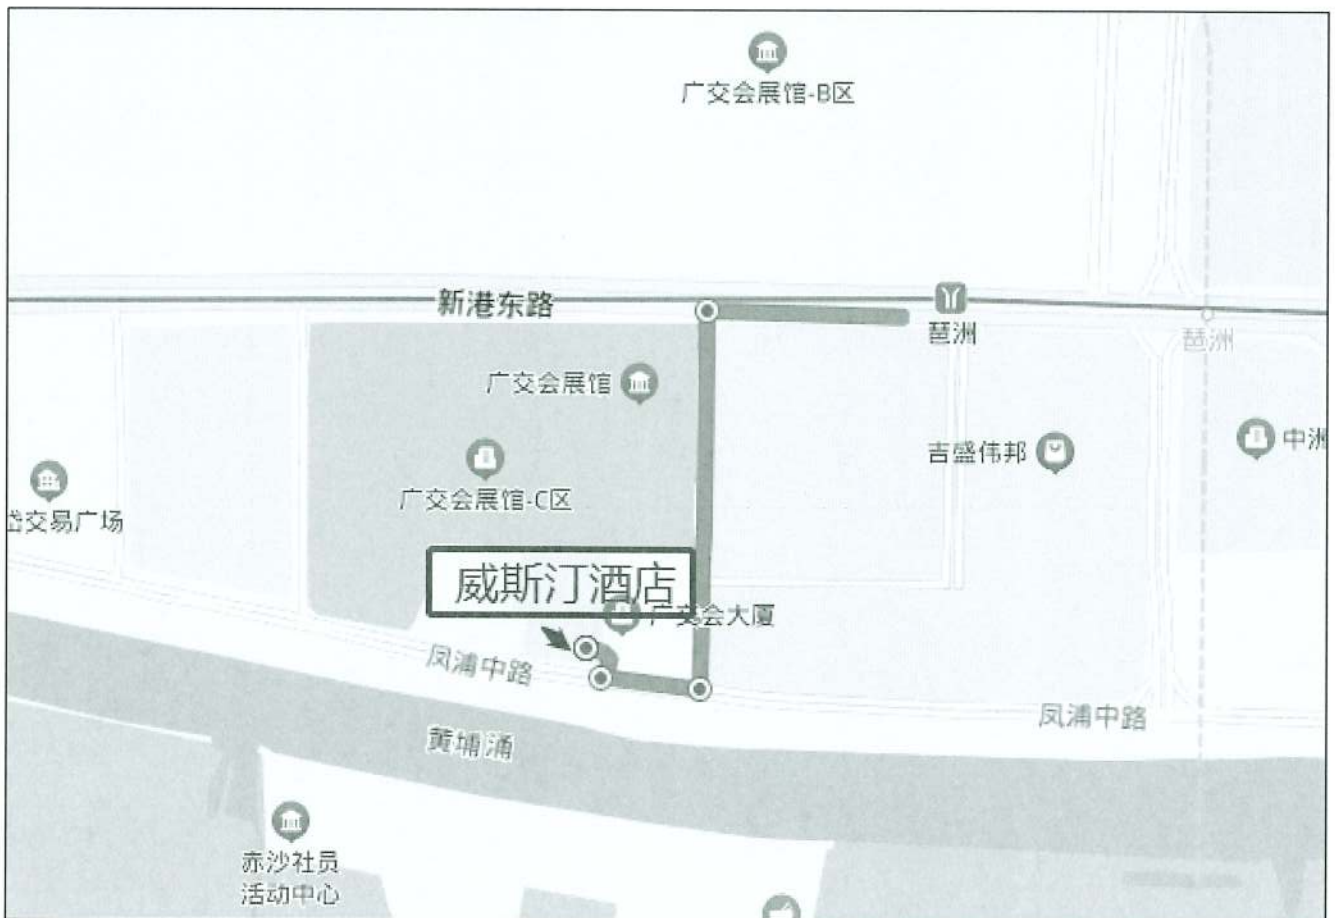 广交会展馆-B区
新港东路
琶洲
琶洲
广交会展馆
吉盛伟邦
中洲
广交会展馆-C区
交易广场
威斯汀酒店
广交会大厦
凤浦中路
凤浦中路
黄埔涌
赤沙社员
活动中心